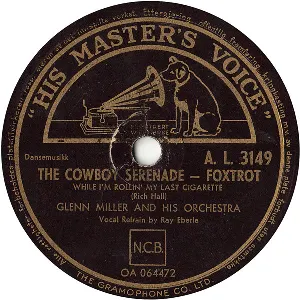 "HIS MASTER'S VOICE"
Dansemusikk
A. L. 3149
THE COWBOY SERENADE — FOXTROT
WHILE I'M ROLLIN' MY LAST CIGARETTE
(Rich Hall)
GLENN MILLER AND HIS ORCHESTRA
Vocal Refrain by Ray Eberle
N.C.B.
OA 064472
THE GRAMOPHONE CO. LTD.